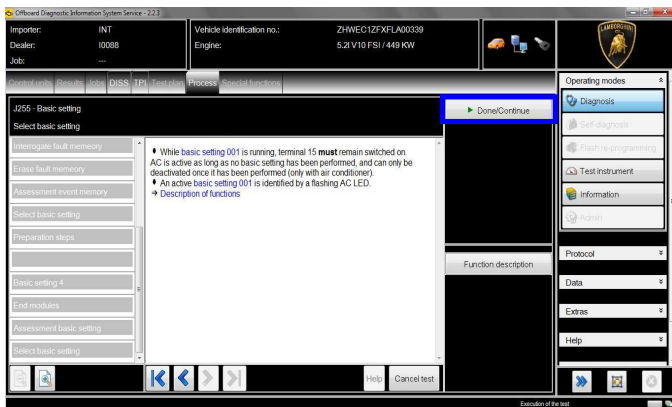 Offboard Diagnostic Information System Service - 2.2.3
Importer: INT
Dealer: I0088
Job: ---
Vehicle identification no.: ZHWEC1ZFXFLA00339
Engine: 5.2l V10 FSI / 449 KW
LAMBORGHINI
Control units Results Jobs DISS TPI Test plan Process Special functions
J255 - Basic setting
Select basic setting
Interrogate fault memeory
Erase fault memeory
Assessment event memory
Select basic setting
Preparation steps
Basic setting 4
End modules
Assessment basic setting
Select basic setting
While basic setting 001 is running, terminal 15 must remain switched on.
AC is active as long as no basic setting has been performed, and can only be
deactivated once it has been performed (only with air conditioner).
An active basic setting 001 is identified by a flashing AC LED.
→ Description of functions
Help
Cancel test
Done/Continue
Function description
Operating modes
Diagnosis
Self-diagnosis
Flash re-programming
Test instrument
Information
Admin
Protocol
Data
Extras
Help
Execution of the test